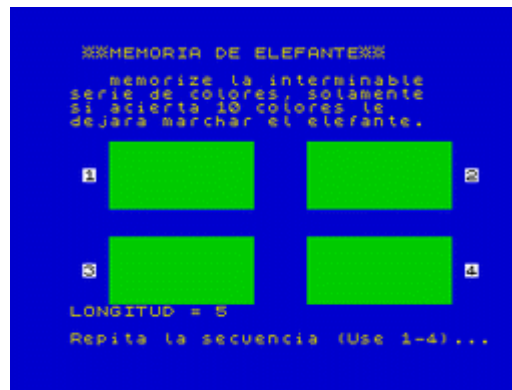 ※※MEMORIA DE ELEFANTE※※
memorize la interminable
serie de colores, solamente
si acierta 10 colores le
dejara marchar el elefante.
1 2
3 4
LONGITUD = 5
Repita la secuencia (Use 1-4)...